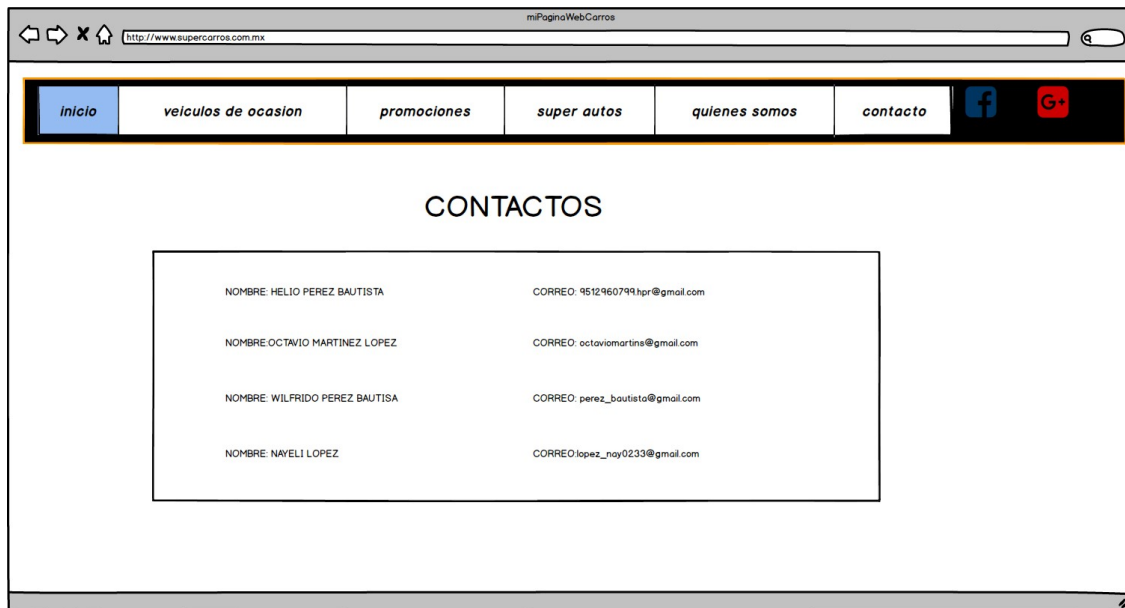 miPaginaWebCarros
http://www.supercarros.com.mx
inicio veiculos de ocasion promociones super autos quienes somos contacto f G+
CONTACTOS
NOMBRE: HELIO PEREZ BAUTISTA CORREO: 9512960799.hpr@gmail.com
NOMBRE:OCTAVIO MARTINEZ LOPEZ CORREO: octaviomartins@gmail.com
NOMBRE: WILFRIDO PEREZ BAUTISA CORREO: perez_bautista@gmail.com
NOMBRE: NAYELI LOPEZ CORREO:lopez_nay0233@gmail.com